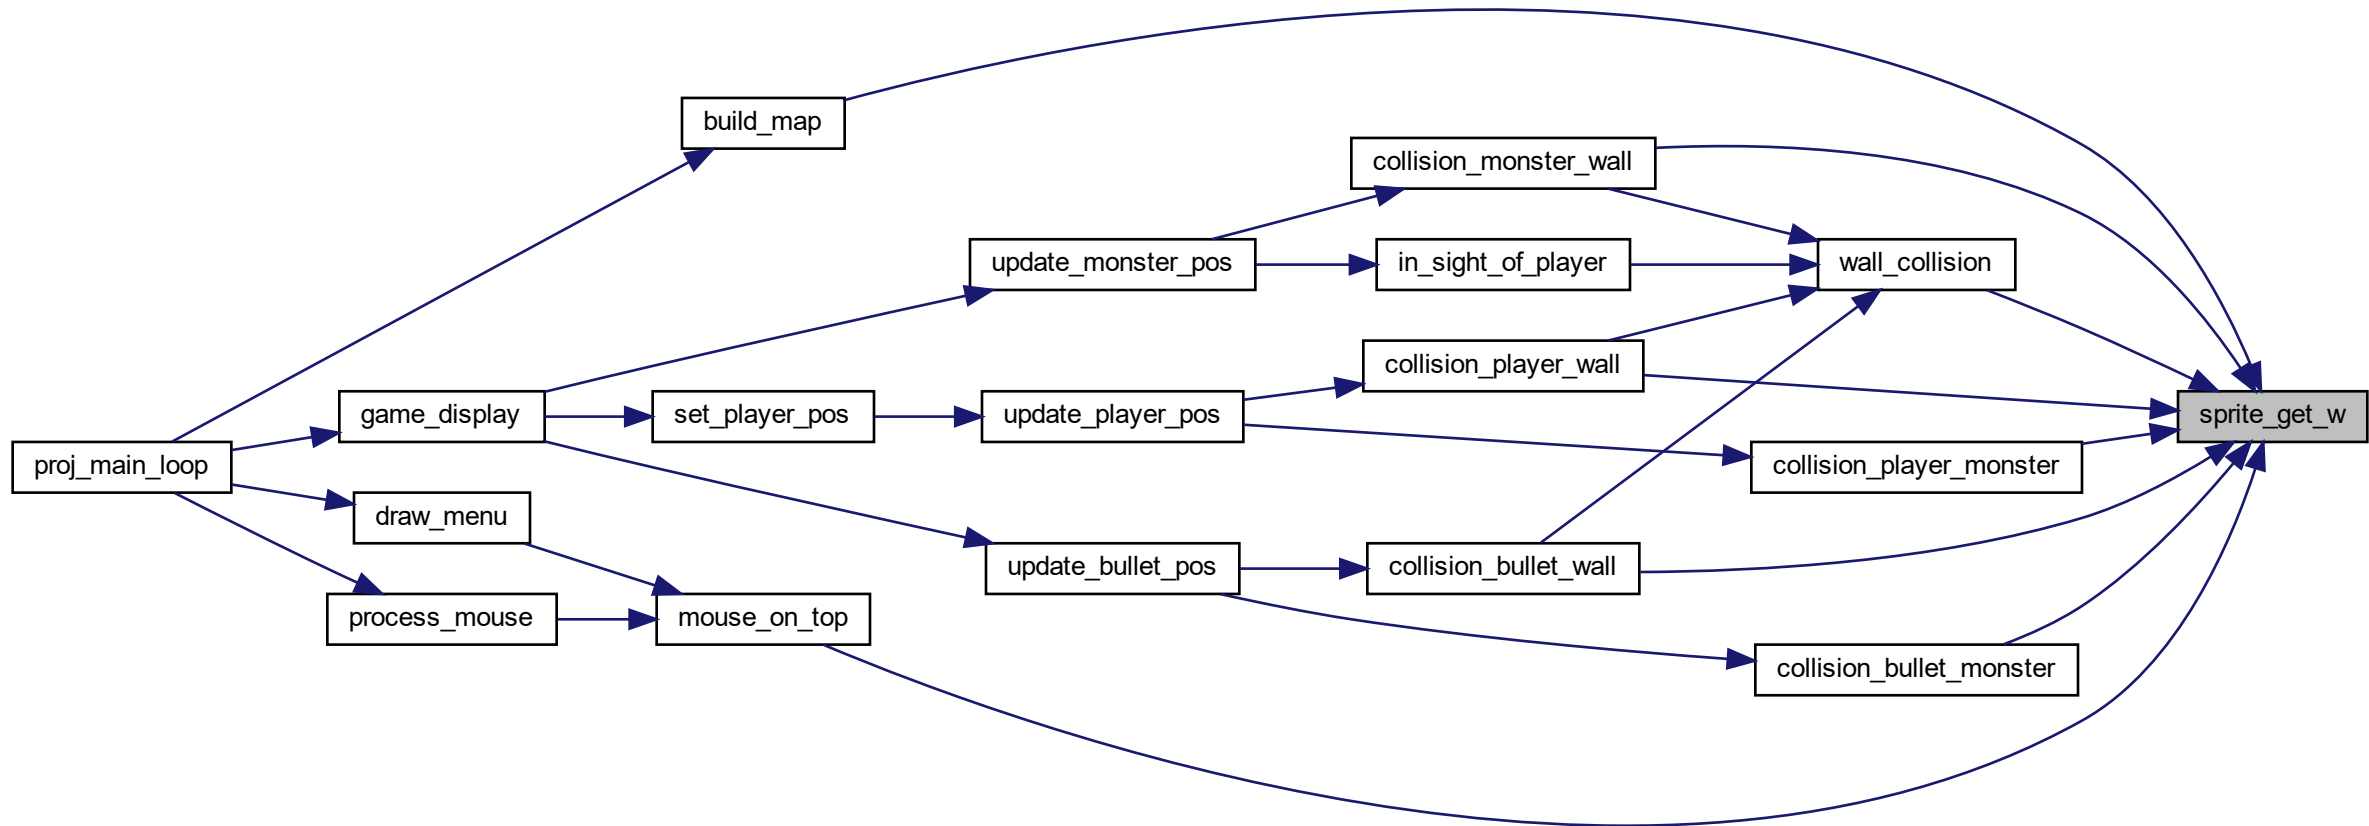 build_map
collision_monster_wall
update_monster_pos
in_sight_of_player
wall_collision
collision_player_wall
game_display
set_player_pos
update_player_pos
sprite_get_w
proj_main_loop
collision_player_monster
draw_menu
update_bullet_pos
collision_bullet_wall
process_mouse
mouse_on_top
collision_bullet_monster